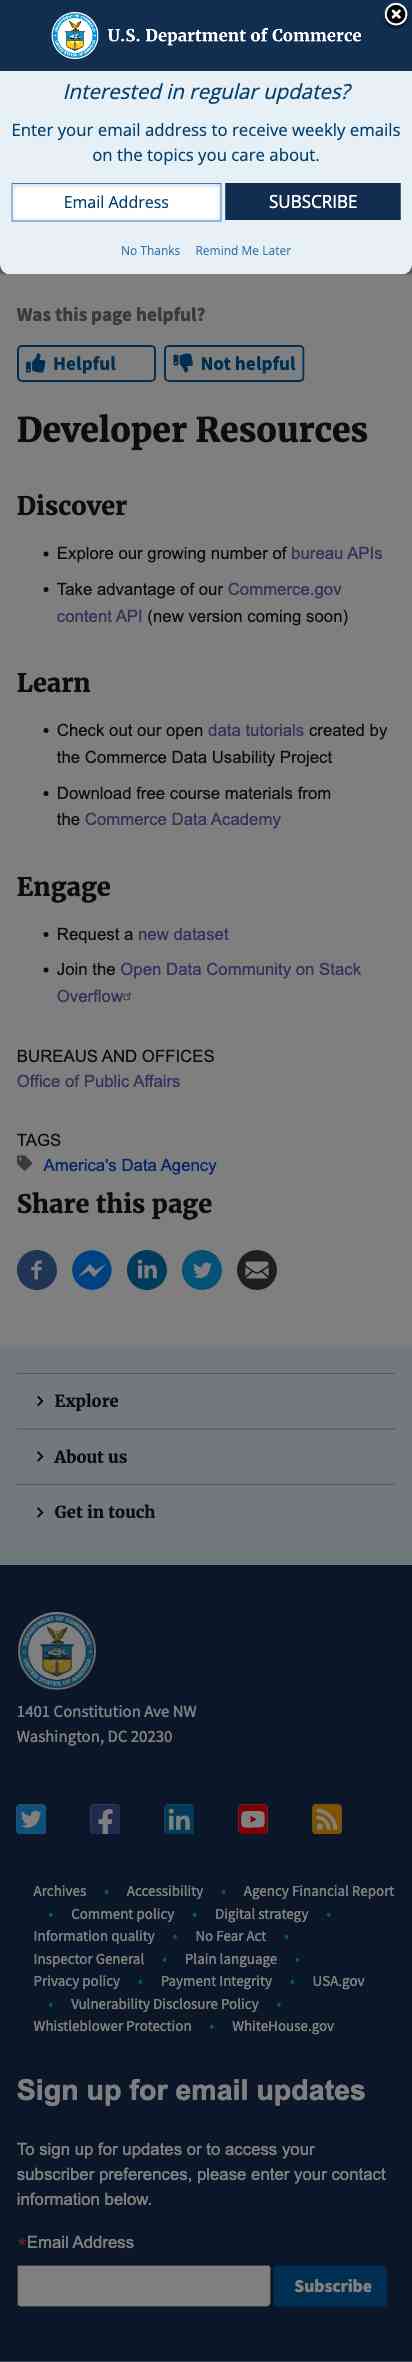 U.S. Department of Commerce
Interested in regular updates?
Enter your email address to receive weekly emails
on the topics you care about.
Email Address
SUBSCRIBE
No Thanks Remind Me Later
Was this page helpful?
Helpful
Not helpful
Developer Resources
Discover
• Explore our growing number of bureau APIs
• Take advantage of our Commerce.gov
content API (new version coming soon)
Learn
• Check out our open data tutorials created by
the Commerce Data Usability Project
• Download free course materials from
the Commerce Data Academy
Engage
• Request a new dataset
• Join the Open Data Community on Stack
Overflow
BUREAUS AND OFFICES
Office of Public Affairs
TAGS
America's Data Agency
Share this page
Explore
About us
Get in touch
1401 Constitution Ave NW
Washington, DC 20230
Archives • Accessibility • Agency Financial Report
• Comment policy • Digital strategy •
Information quality • No Fear Act •
Inspector General • Plain language •
Privacy policy • Payment Integrity • USA.gov
• Vulnerability Disclosure Policy •
Whistleblower Protection • WhiteHouse.gov
Sign up for email updates
To sign up for updates or to access your
subscriber preferences, please enter your contact
information below.
*Email Address
Subscribe